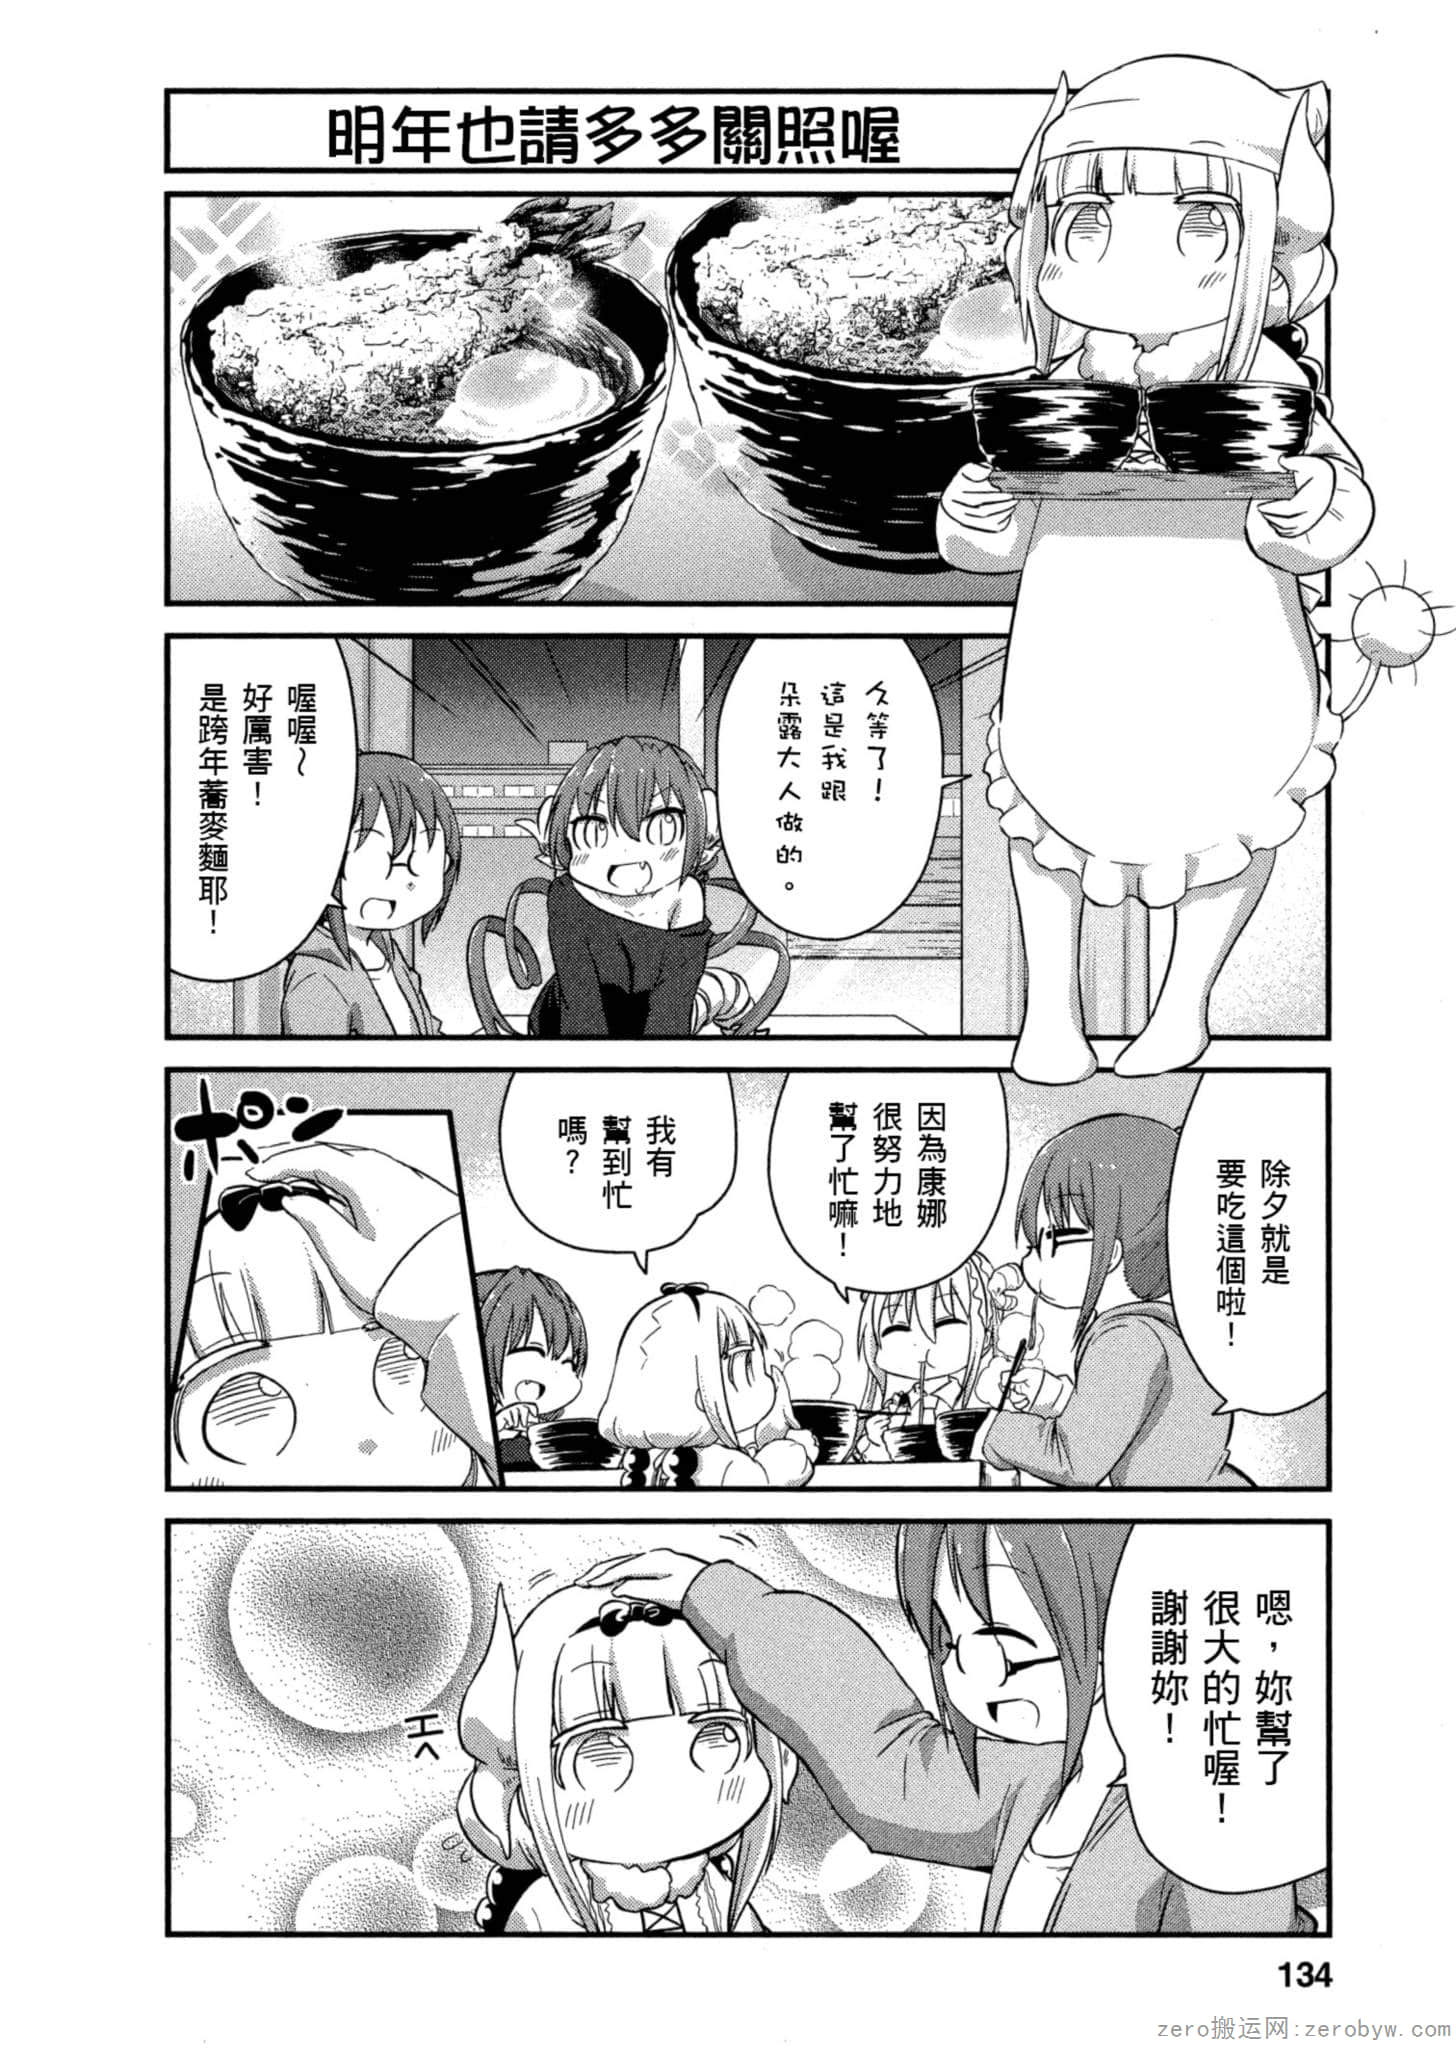 明年也請多多關照喔
久等了!
這是我跟
朵露大人做的。
喔喔~
好厲害!
是跨年蕎麥麵耶!
除夕就是
要吃這個啦!
因為康娜
很努力地
幫了忙嘛!
我有
幫到忙
嗎?
ポン
嗯,妳幫了
很大的忙喔!
謝謝妳!
エヘ
134
zero搬运网:zerobyw.com